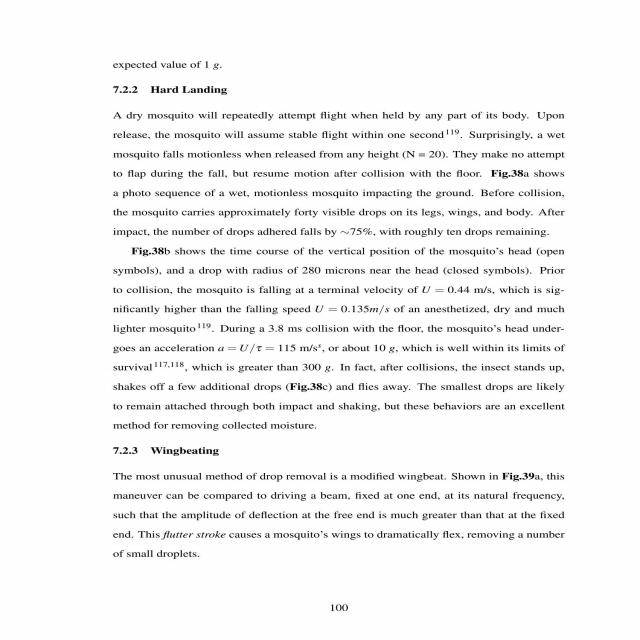 expected value of 1 g.
7.2.2 Hard Landing
A dry mosquito will repeatedly attempt flight when held by any part of its body. Upon
release, the mosquito will assume stable flight within one second119. Surprisingly, a wet
mosquito falls motionless when released from any height (N = 20). They make no attempt
to flap during the fall, but resume motion after collision with the floor. Fig.38a shows
a photo sequence of a wet, motionless mosquito impacting the ground. Before collision,
the mosquito carries approximately forty visible drops on its legs, wings, and body. After
impact, the number of drops adhered falls by ∼75%, with roughly ten drops remaining.
Fig.38b shows the time course of the vertical position of the mosquito's head (open
symbols), and a drop with radius of 280 microns near the head (closed symbols). Prior
to collision, the mosquito is falling at a terminal velocity of U = 0.44 m/s, which is sig-
nificantly higher than the falling speed U = 0.135m/s of an anesthetized, dry and much
lighter mosquito119. During a 3.8 ms collision with the floor, the mosquito's head under-
goes an acceleration a = U/τ = 115 m/sˢ, or about 10 g, which is well within its limits of
survival117,118, which is greater than 300 g. In fact, after collisions, the insect stands up,
shakes off a few additional drops (Fig.38c) and flies away. The smallest drops are likely
to remain attached through both impact and shaking, but these behaviors are an excellent
method for removing collected moisture.
7.2.3 Wingbeating
The most unusual method of drop removal is a modified wingbeat. Shown in Fig.39a, this
maneuver can be compared to driving a beam, fixed at one end, at its natural frequency,
such that the amplitude of deflection at the free end is much greater than that at the fixed
end. This flutter stroke causes a mosquito's wings to dramatically flex, removing a number
of small droplets.
100